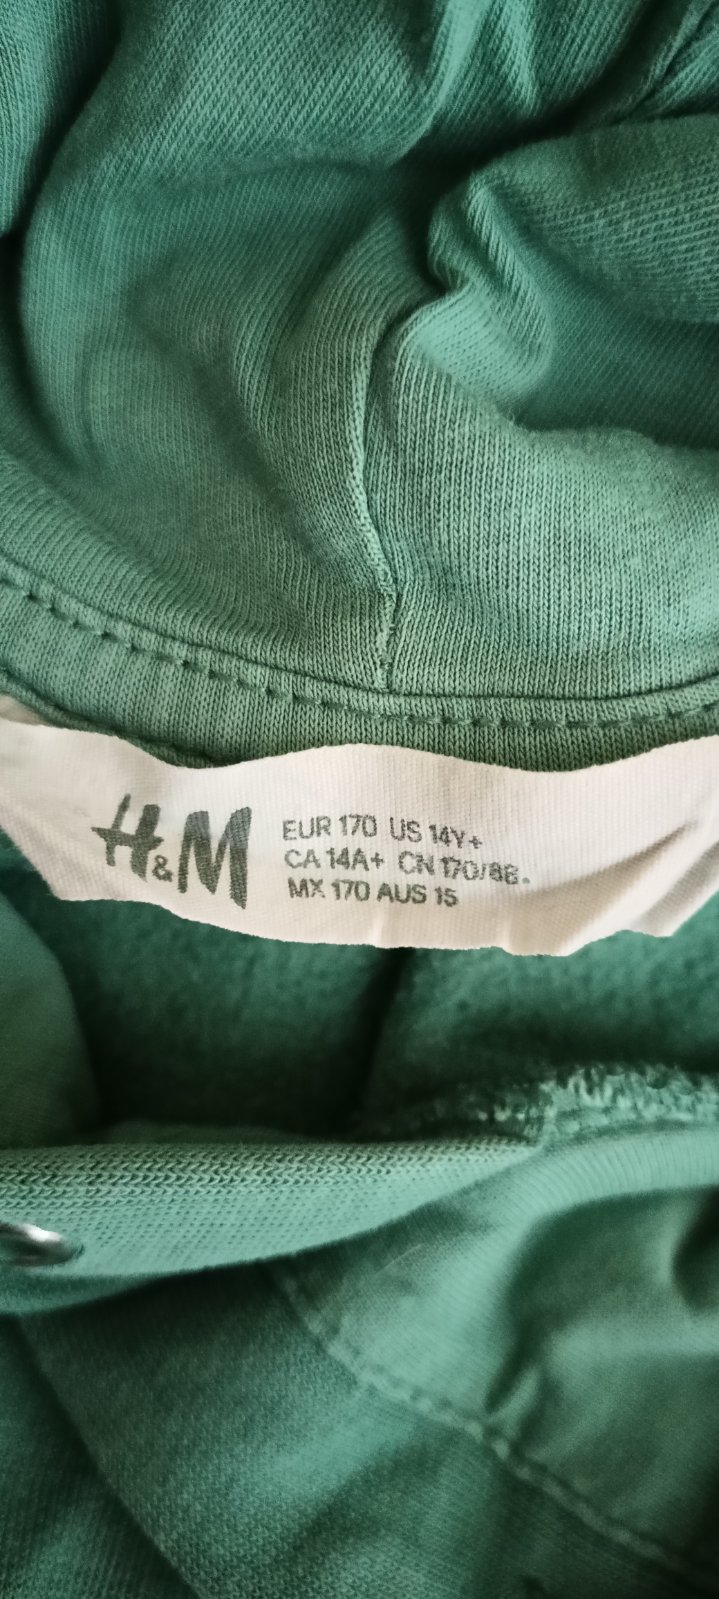 H&M
EUR 170 US 14Y+
CA 14A+ CN 170/88.
MX 170 AUS 15